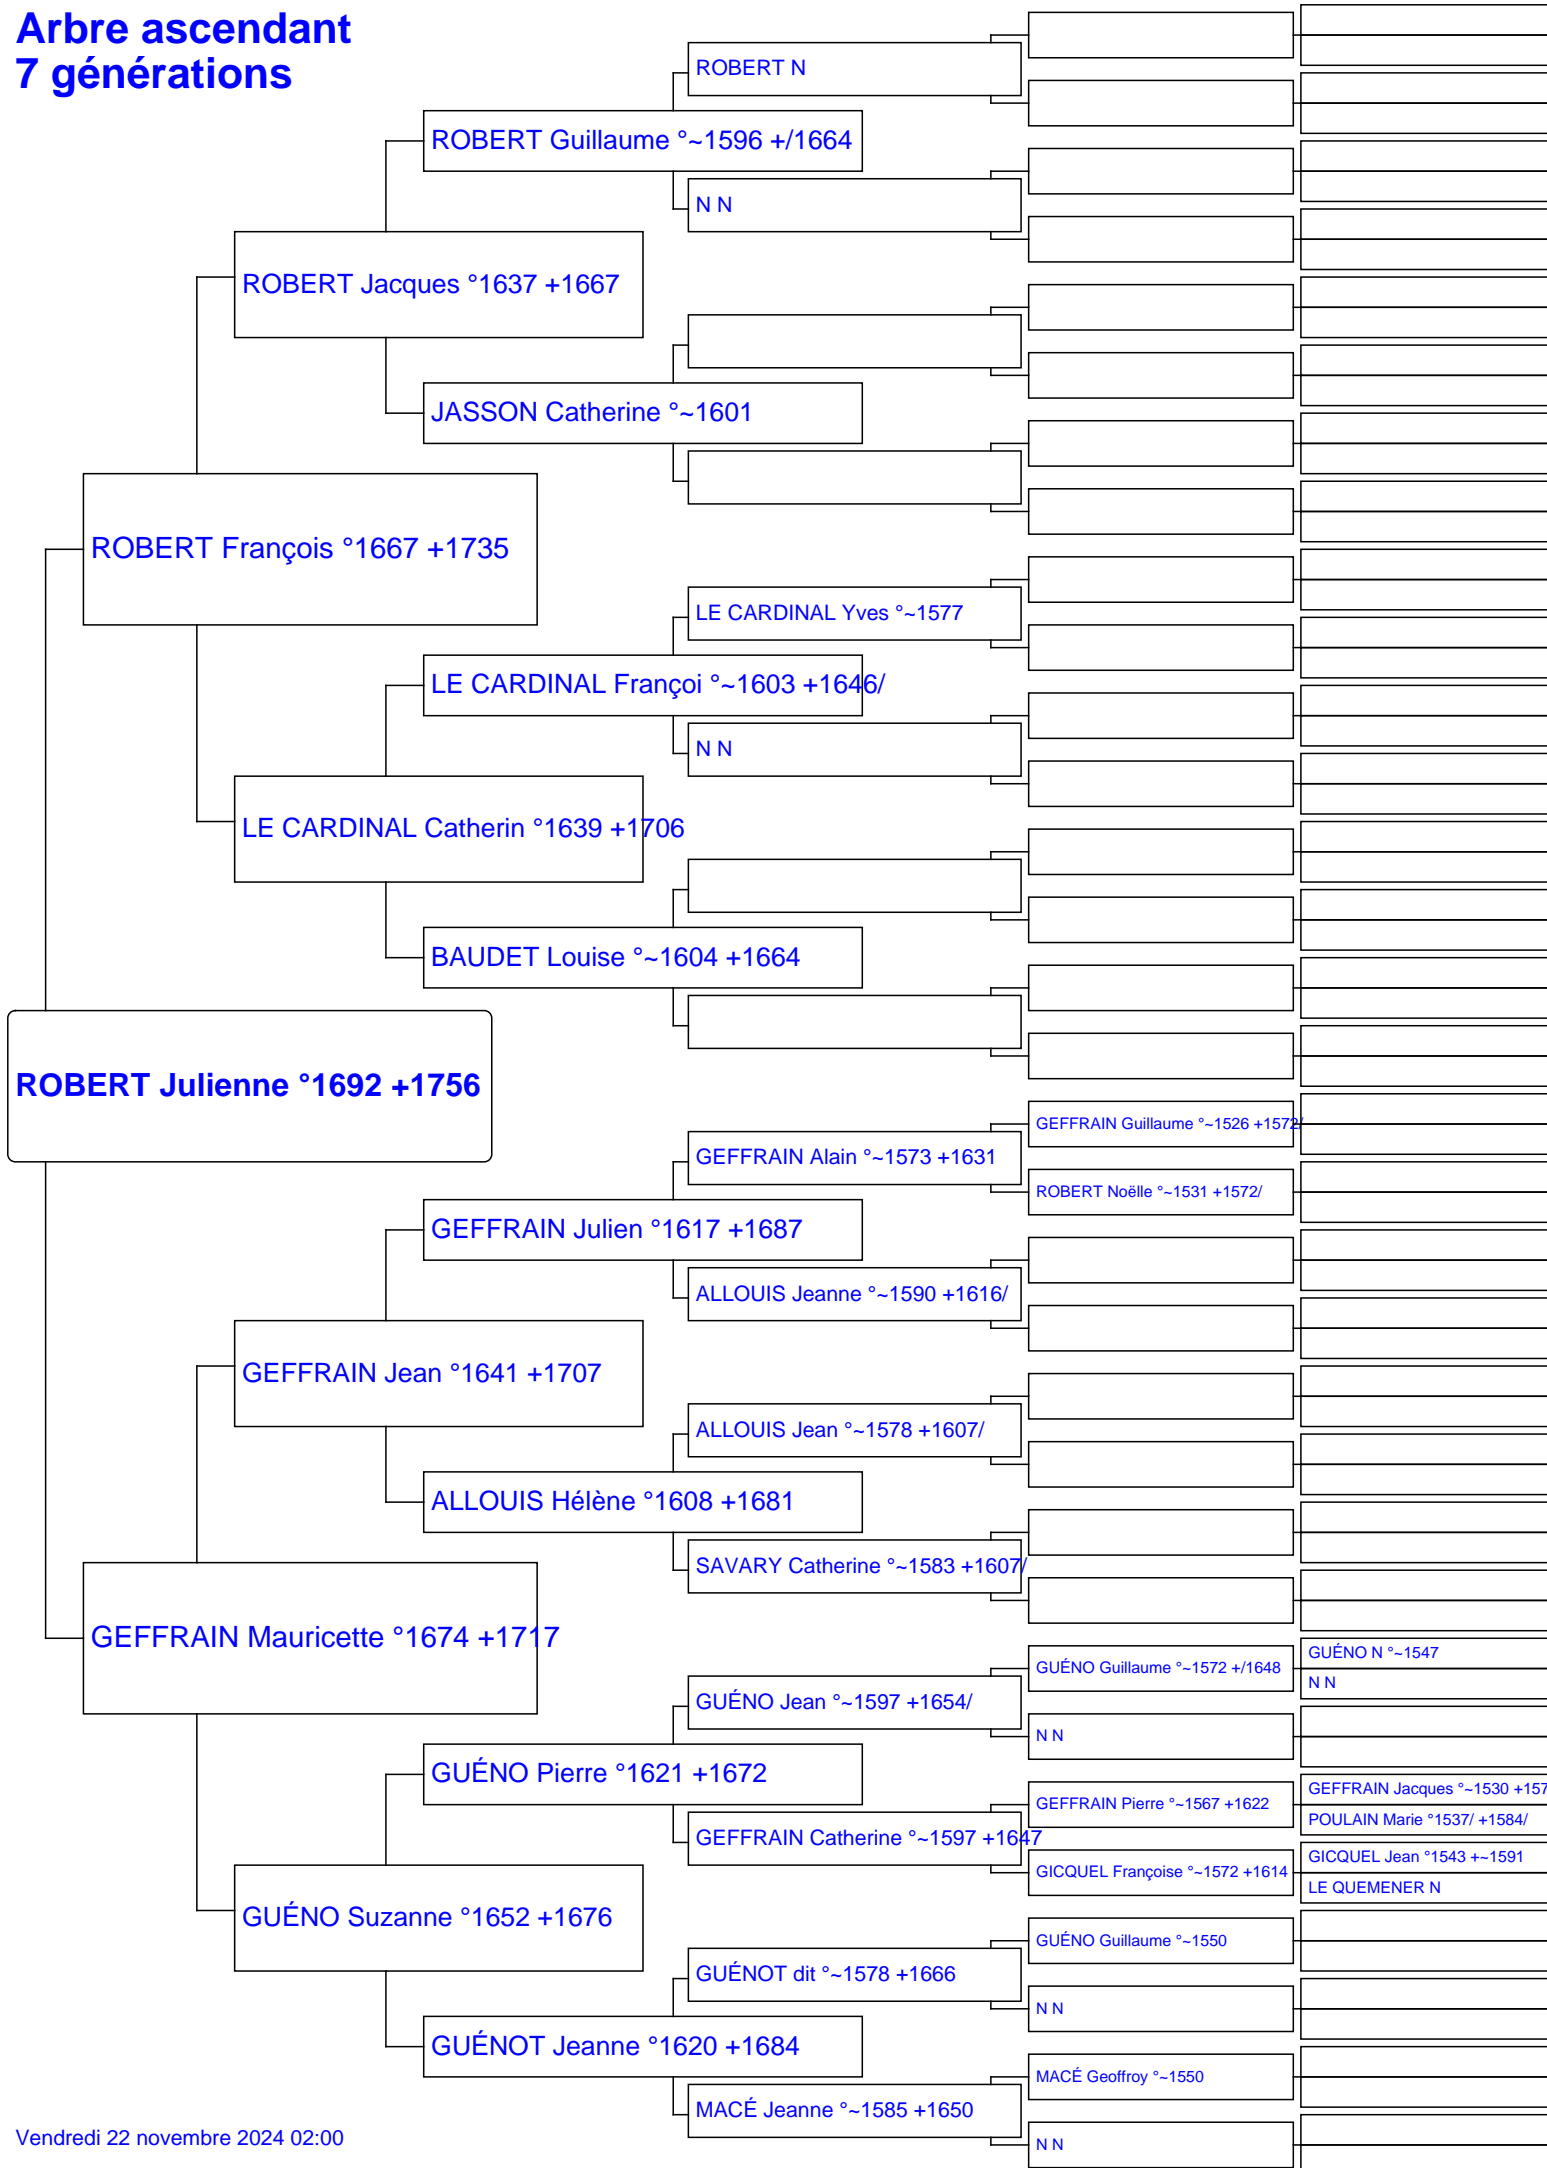 Arbre ascendant
7 générations
ROBERT N
ROBERT Guillaume °~1596 +/1664
N N
ROBERT Jacques °1637 +1667
JASSON Catherine °~1601
ROBERT François °1667 +1735
LE CARDINAL Yves °~1577
LE CARDINAL Françoi °~1603 +1646/
N N
LE CARDINAL Catherin °1639 +1706
BAUDET Louise °~1604 +1664
ROBERT Julienne °1692 +1756
GEFFRAIN Guillaume °~1526 +1572/
GEFFRAIN Alain °~1573 +1631
ROBERT Noëlle °~1531 +1572/
GEFFRAIN Julien °1617 +1687
ALLOUIS Jeanne °~1590 +1616/
GEFFRAIN Jean °1641 +1707
ALLOUIS Jean °~1578 +1607/
ALLOUIS Hélène °1608 +1681
SAVARY Catherine °~1583 +1607/
GEFFRAIN Mauricette °1674 +1717
GUÉNO N °~1547
GUÉNO Guillaume °~1572 +/1648
N N
GUÉNO Jean °~1597 +1654/
N N
GUÉNO Pierre °1621 +1672
GEFFRAIN Jacques °~1530 +157
GEFFRAIN Pierre °~1567 +1622
POULAIN Marie °1537/ +1584/
GEFFRAIN Catherine °~1597 +1647
GICQUEL Jean °1543 +~1591
GICQUEL Françoise °~1572 +1614
LE QUEMENER N
GUÉNO Suzanne °1652 +1676
GUÉNO Guillaume °~1550
GUÉNOT dit °~1578 +1666
N N
GUÉNOT Jeanne °1620 +1684
MACÉ Geoffroy °~1550
MACÉ Jeanne °~1585 +1650
N N
Vendredi 22 novembre 2024 02:00